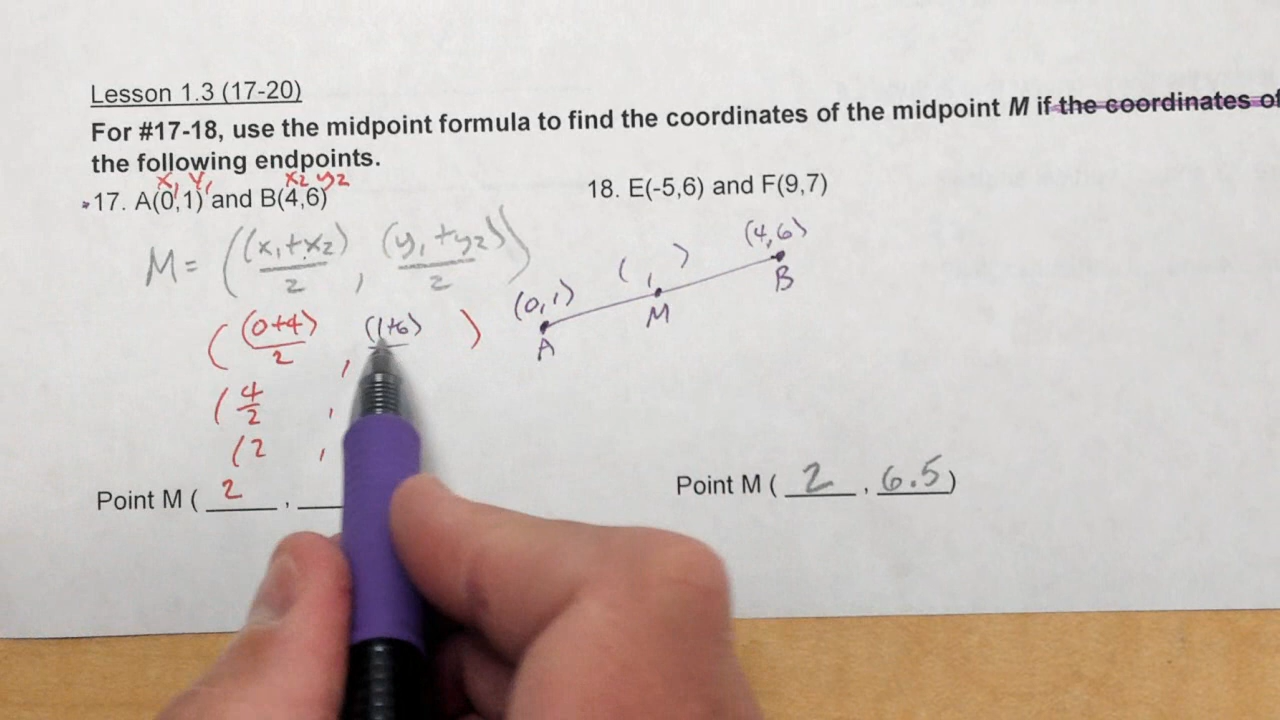 Lesson 1.3 (17-20)
For #17-18, use the midpoint formula to find the coordinates of the midpoint M if the coordinates of
the following endpoints.
x₁ y₁ x₂ y₂
17. A(0,1) and B(4,6)
18. E(-5,6) and F(9,7)
M = ((x₁+x₂)/2, (y₁+y₂)/2)
((0+4)/2, (1+6) )
(4/2,
(2,
(0,1)
A
( , )
M
(4,6)
B
Point M ( 2 ,
Point M ( 2 , 6.5)